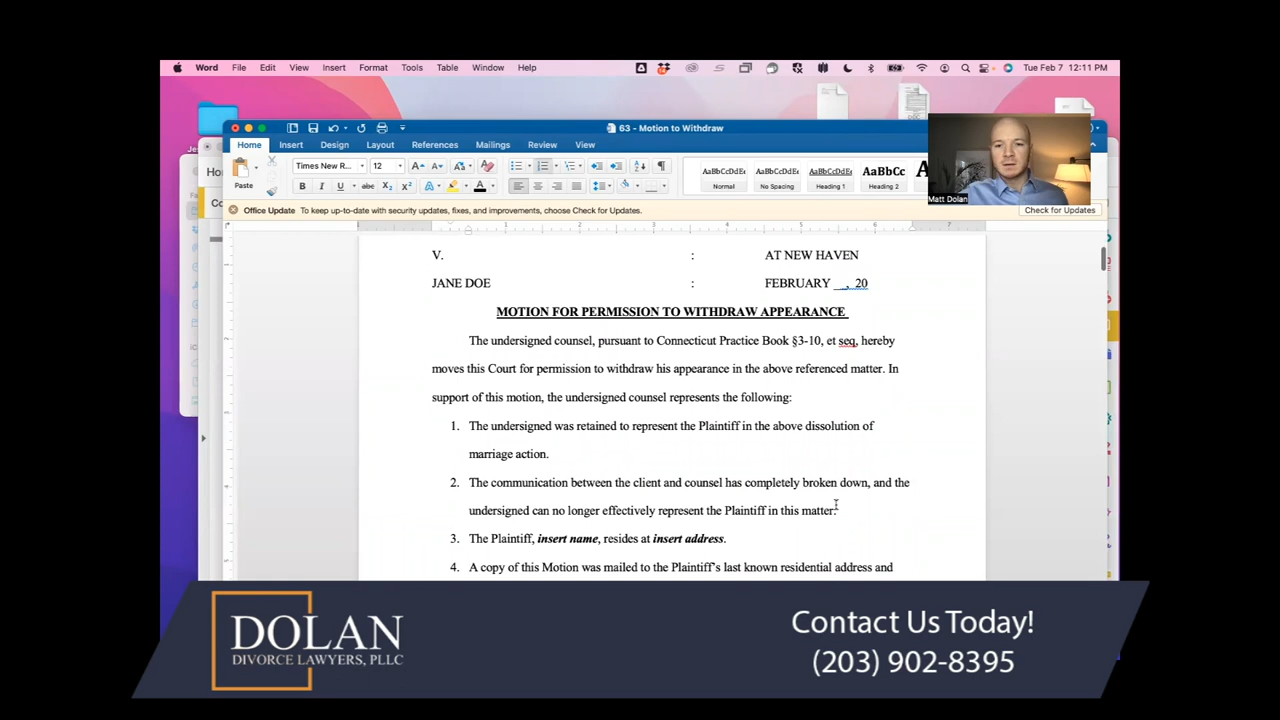 Word File Edit View Insert Format Tools Table Window Help
Tue Feb 7 12:11 PM
63 - Motion to Withdraw
Home Insert Design Layout References Mailings Review View
Paste
Times New R... 12
AaBbCcDdEe AaBbCcDdEe AaBbCcDdEe AaBbCc
Normal No Spacing Heading 1 Heading 2
Matt Dolan
Office Update To keep up-to-date with security updates, fixes, and improvements, choose Check for Updates.
Check for Updates
V. : AT NEW HAVEN
JANE DOE : FEBRUARY __, 20
MOTION FOR PERMISSION TO WITHDRAW APPEARANCE
The undersigned counsel, pursuant to Connecticut Practice Book §3-10, et seq, hereby
moves this Court for permission to withdraw his appearance in the above referenced matter. In
support of this motion, the undersigned counsel represents the following:
1. The undersigned was retained to represent the Plaintiff in the above dissolution of
marriage action.
2. The communication between the client and counsel has completely broken down, and the
undersigned can no longer effectively represent the Plaintiff in this matter.
3. The Plaintiff, insert name, resides at insert address.
4. A copy of this Motion was mailed to the Plaintiff's last known residential address and
DOLAN
DIVORCE LAWYERS, PLLC
Contact Us Today!
(203) 902-8395